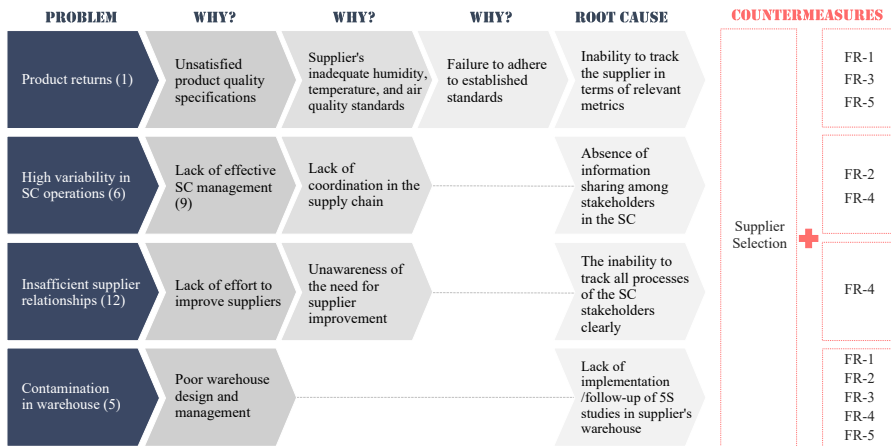 PROBLEM
WHY?
WHY?
WHY?
ROOT CAUSE
COUNTERMEASURES
Product returns (1)
Unsatisfied
product quality
specifications
Supplier's
inadequate humidity,
temperature, and air
quality standards
Failure to adhere
to established
standards
Inability to track
the supplier in
terms of relevant
metrics
FR-1
FR-3
FR-5
High variability in
SC operations (6)
Lack of effective
SC management
(9)
Lack of
coordination in the
supply chain
Absence of
information
sharing among
stakeholders
in the SC
FR-2
FR-4
Supplier
Selection
Insafficient supplier
relationships (12)
Lack of effort to
improve suppliers
Unawareness of
the need for
supplier
improvement
The inability to
track all processes
of the SC
stakeholders
clearly
FR-4
Contamination
in warehouse (5)
Poor warehouse
design and
management
Lack of
implementation
/follow-up of 5S
studies in supplier's
warehouse
FR-1
FR-2
FR-3
FR-4
FR-5